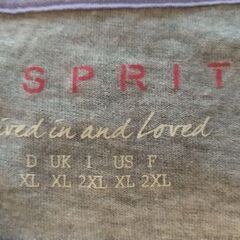 SPRIT
ived in and Loved
D UK I US F
XL XL 2XL XL 2XL